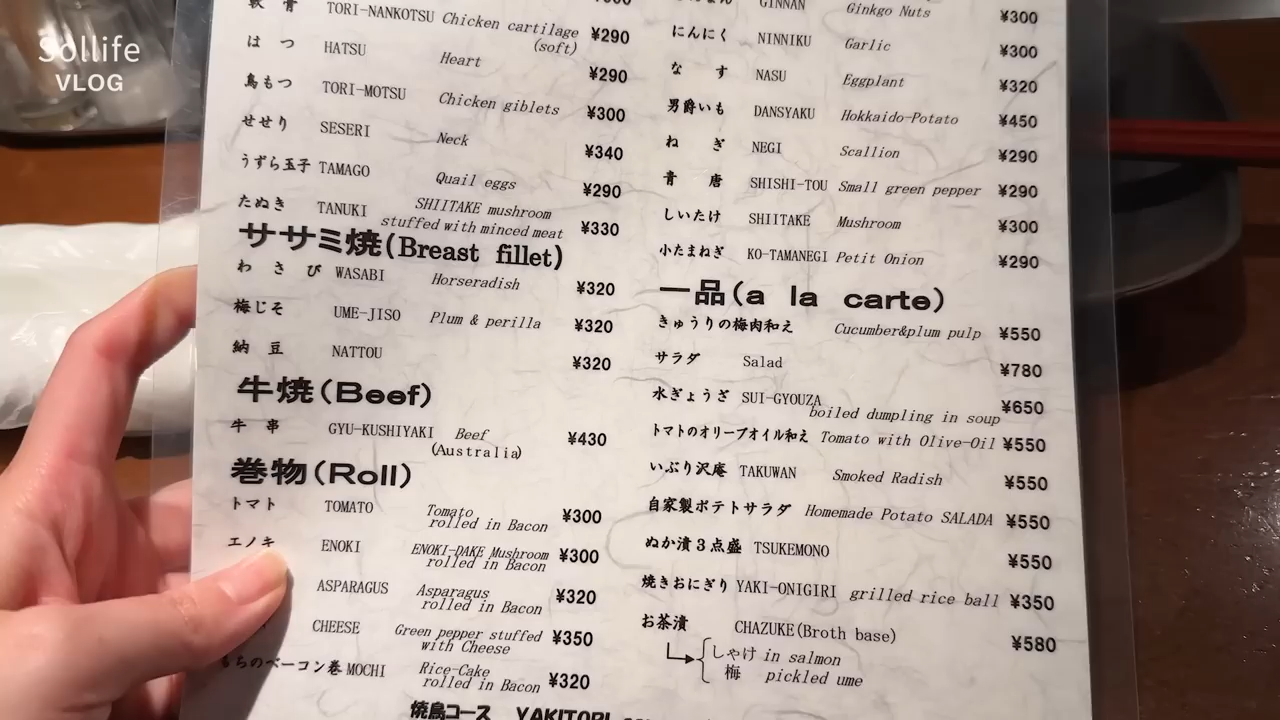 Sollife
VLOG
軟骨 TORI-NANKOTSU Chicken cartilage (soft) ¥290
はつ HATSU Heart ¥290
鳥もつ TORI-MOTSU Chicken giblets ¥300
せせり SESERI Neck ¥340
うずら玉子 TAMAGO Quail eggs ¥290
たぬき TANUKI SHIITAKE mushroom stuffed with minced meat ¥330
ササミ焼(Breast fillet)
わさび WASABI Horseradish ¥320
梅じそ UME-JISO Plum & perilla ¥320
納豆 NATTOU ¥320
牛焼(Beef)
牛串 GYU-KUSHIYAKI Beef (Australia) ¥430
巻物(Roll)
トマト TOMATO Tomato rolled in Bacon ¥300
エノキ ENOKI ENOKI-DAKE Mushroom rolled in Bacon ¥300
ASPARAGUS Asparagus rolled in Bacon ¥320
CHEESE Green pepper stuffed with Cheese ¥350
もちのベーコン巻 MOCHI Rice-Cake rolled in Bacon ¥320
焼鳥コース YAKITORI
GINNAN Ginkgo Nuts ¥300
にんにく NINNIKU Garlic ¥300
なす NASU Eggplant ¥320
男爵いも DANSYAKU Hokkaido-Potato ¥450
ねぎ NEGI Scallion ¥290
青唐 SHISHI-TOU Small green pepper ¥290
しいたけ SHIITAKE Mushroom ¥300
小たまねぎ KO-TAMANEGI Petit Onion ¥290
一品(a la carte)
きゅうりの梅肉和え Cucumber&plum pulp ¥550
サラダ Salad ¥780
水ぎょうざ SUI-GYOUZA boiled dumpling in soup ¥650
トマトのオリーブオイル和え Tomato with Olive-Oil ¥550
いぶり沢庵 TAKUWAN Smoked Radish ¥550
自家製ポテトサラダ Homemade Potato SALADA ¥550
ぬか漬3点盛 TSUKEMONO ¥550
焼きおにぎり YAKI-ONIGIRI grilled rice ball ¥350
お茶漬 CHAZUKE(Broth base) ¥580
しゃけ in salmon
梅 pickled ume